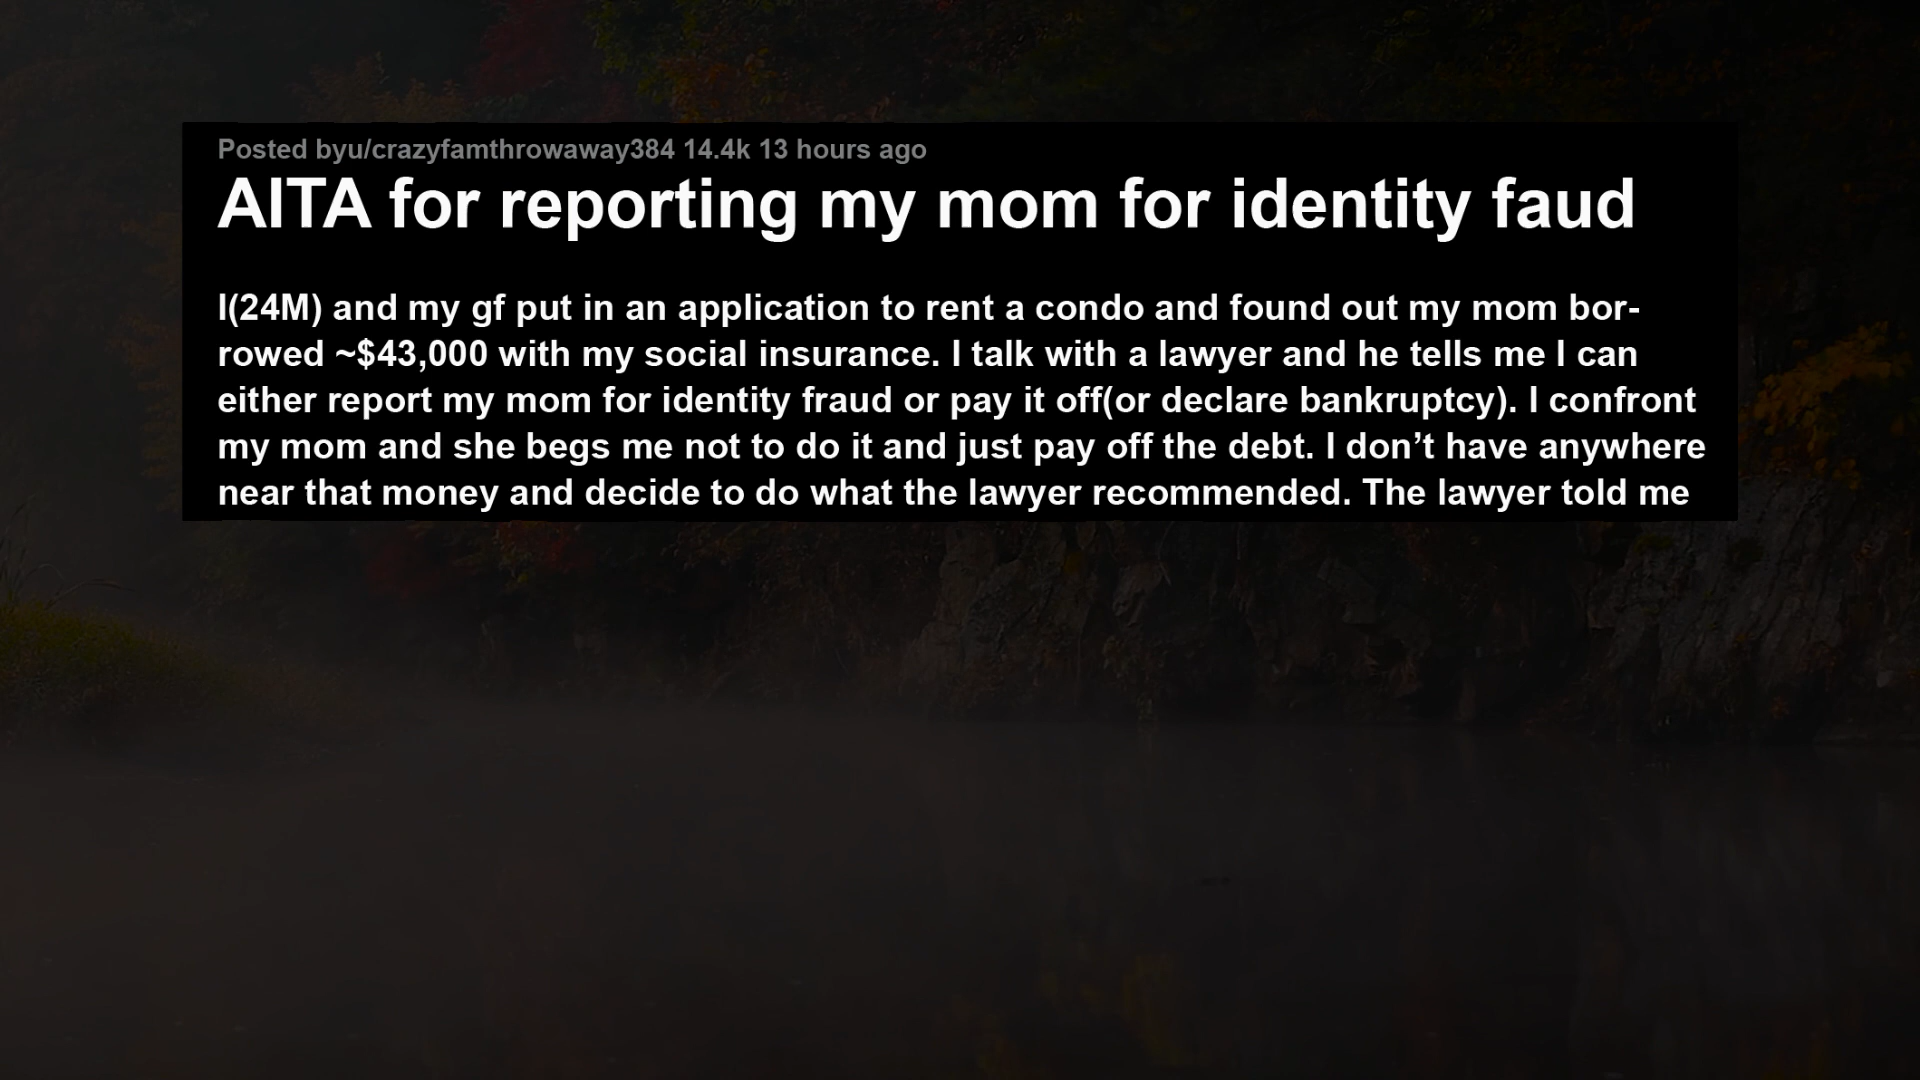 Posted byu/crazyfamthrowaway384 14.4k 13 hours ago
AITA for reporting my mom for identity faud
I(24M) and my gf put in an application to rent a condo and found out my mom bor-
rowed ~$43,000 with my social insurance. I talk with a lawyer and he tells me I can
either report my mom for identity fraud or pay it off(or declare bankruptcy). I confront
my mom and she begs me not to do it and just pay off the debt. I don’t have anywhere
near that money and decide to do what the lawyer recommended. The lawyer told me